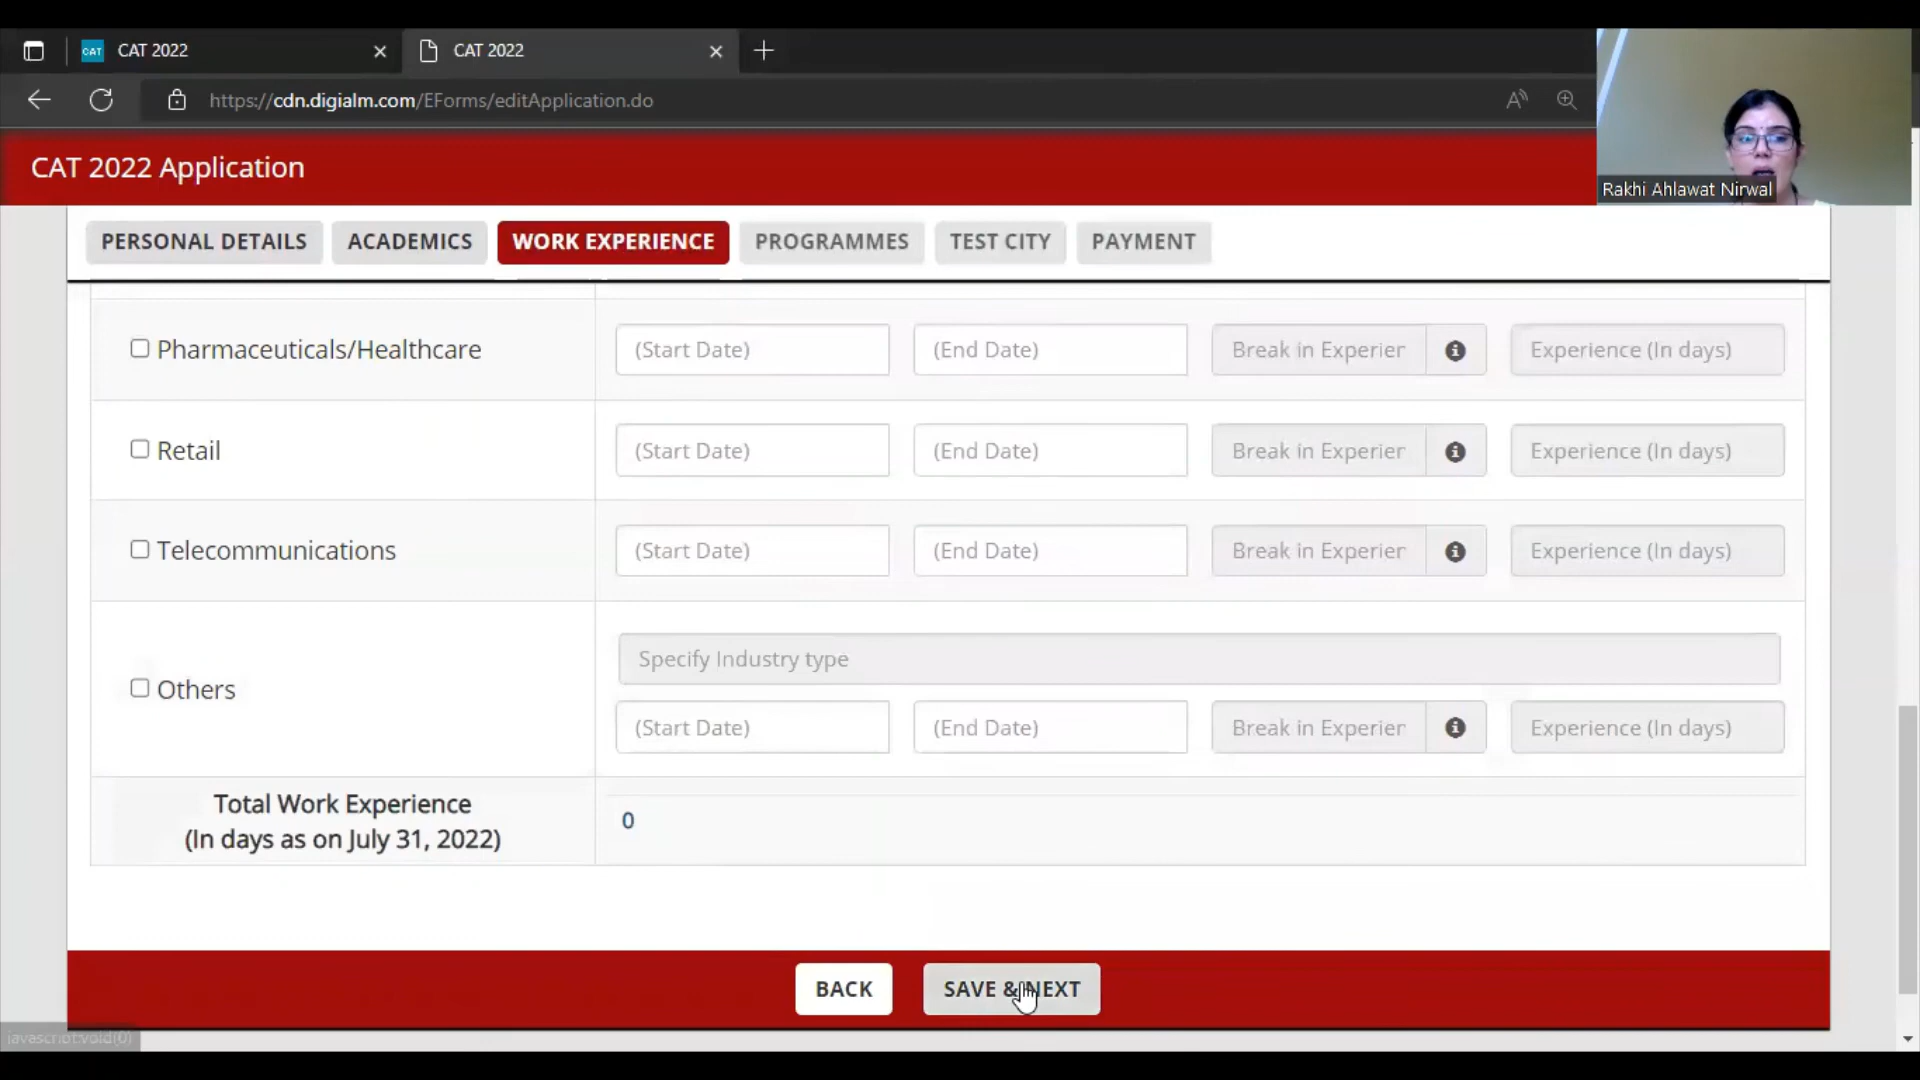 CAT CAT 2022
CAT 2022
https://cdn.digialm.com/EForms/editApplication.do
CAT 2022 Application
Rakhi Ahlawat Nirwal
PERSONAL DETAILS ACADEMICS WORK EXPERIENCE PROGRAMMES TEST CITY PAYMENT
Pharmaceuticals/Healthcare (Start Date) (End Date) Break in Experier Experience (In days)
Retail (Start Date) (End Date) Break in Experier Experience (In days)
Telecommunications (Start Date) (End Date) Break in Experier Experience (In days)
Specify Industry type
Others
(Start Date) (End Date) Break in Experier Experience (In days)
Total Work Experience
(In days as on July 31, 2022)
0
BACK SAVE & NEXT
javascript:void(0)